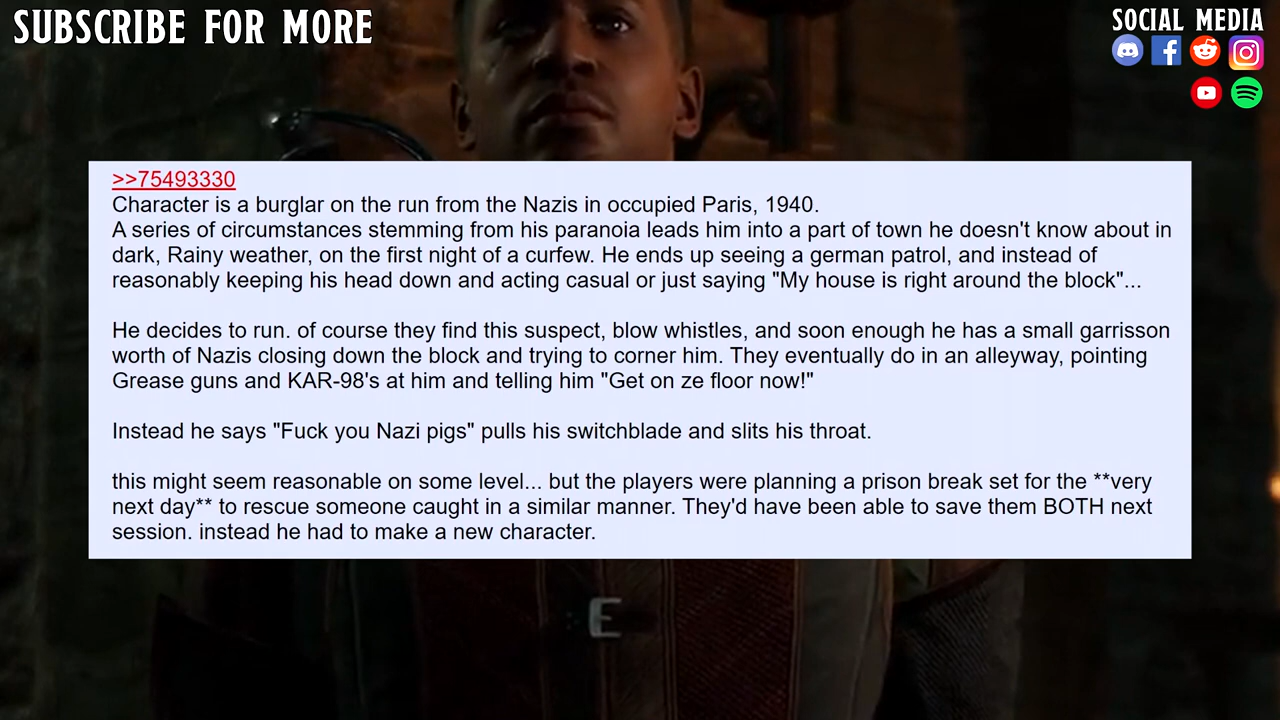 SUBSCRIBE FOR MORE
SOCIAL MEDIA
>>75493330
Character is a burglar on the run from the Nazis in occupied Paris, 1940.
A series of circumstances stemming from his paranoia leads him into a part of town he doesn't know about in
dark, Rainy weather, on the first night of a curfew. He ends up seeing a german patrol, and instead of
reasonably keeping his head down and acting casual or just saying "My house is right around the block"...
He decides to run. of course they find this suspect, blow whistles, and soon enough he has a small garrisson
worth of Nazis closing down the block and trying to corner him. They eventually do in an alleyway, pointing
Grease guns and KAR-98's at him and telling him "Get on ze floor now!"
Instead he says "Fuck you Nazi pigs" pulls his switchblade and slits his throat.
this might seem reasonable on some level... but the players were planning a prison break set for the **very
next day** to rescue someone caught in a similar manner. They'd have been able to save them BOTH next
session. instead he had to make a new character.